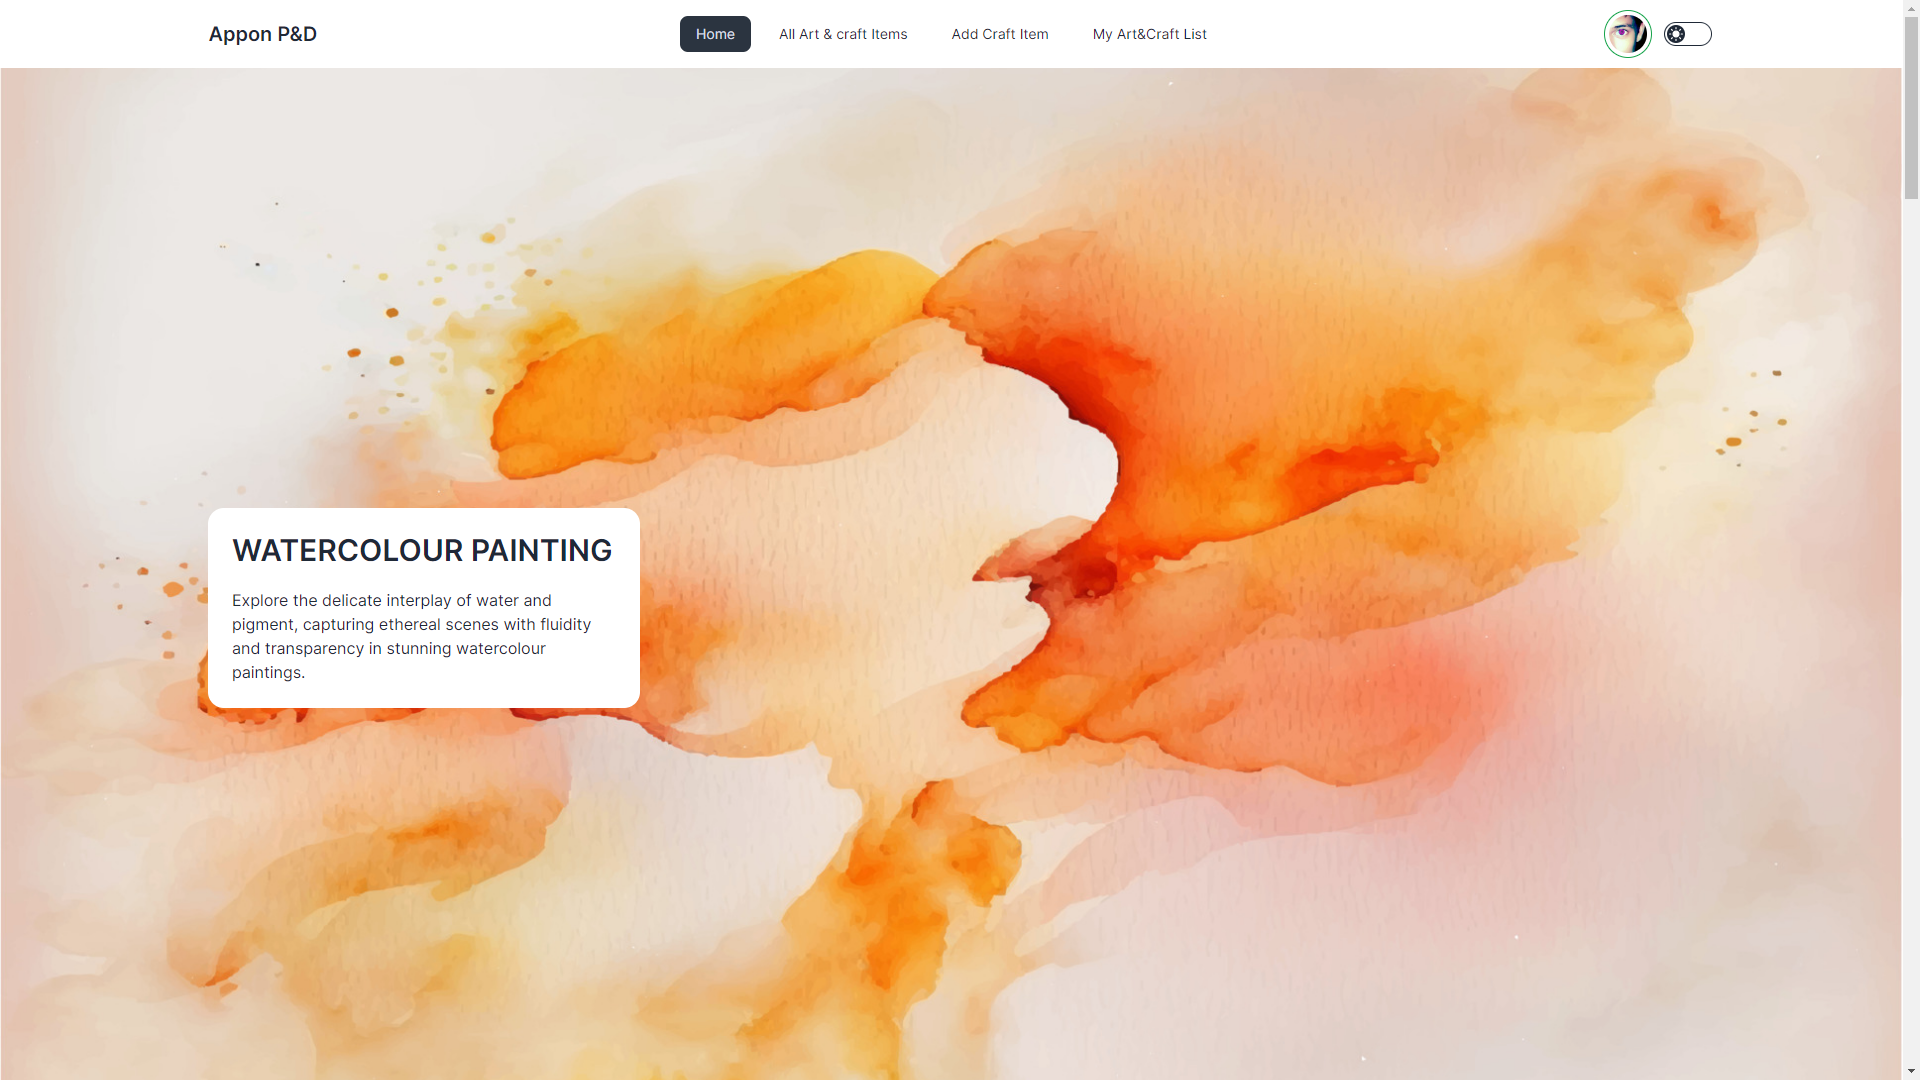 Appon P&D
Home
All Art & craft Items
Add Craft Item
My Art&Craft List
WATERCOLOUR PAINTING
Explore the delicate interplay of water and
pigment, capturing ethereal scenes with fluidity
and transparency in stunning watercolour
paintings.